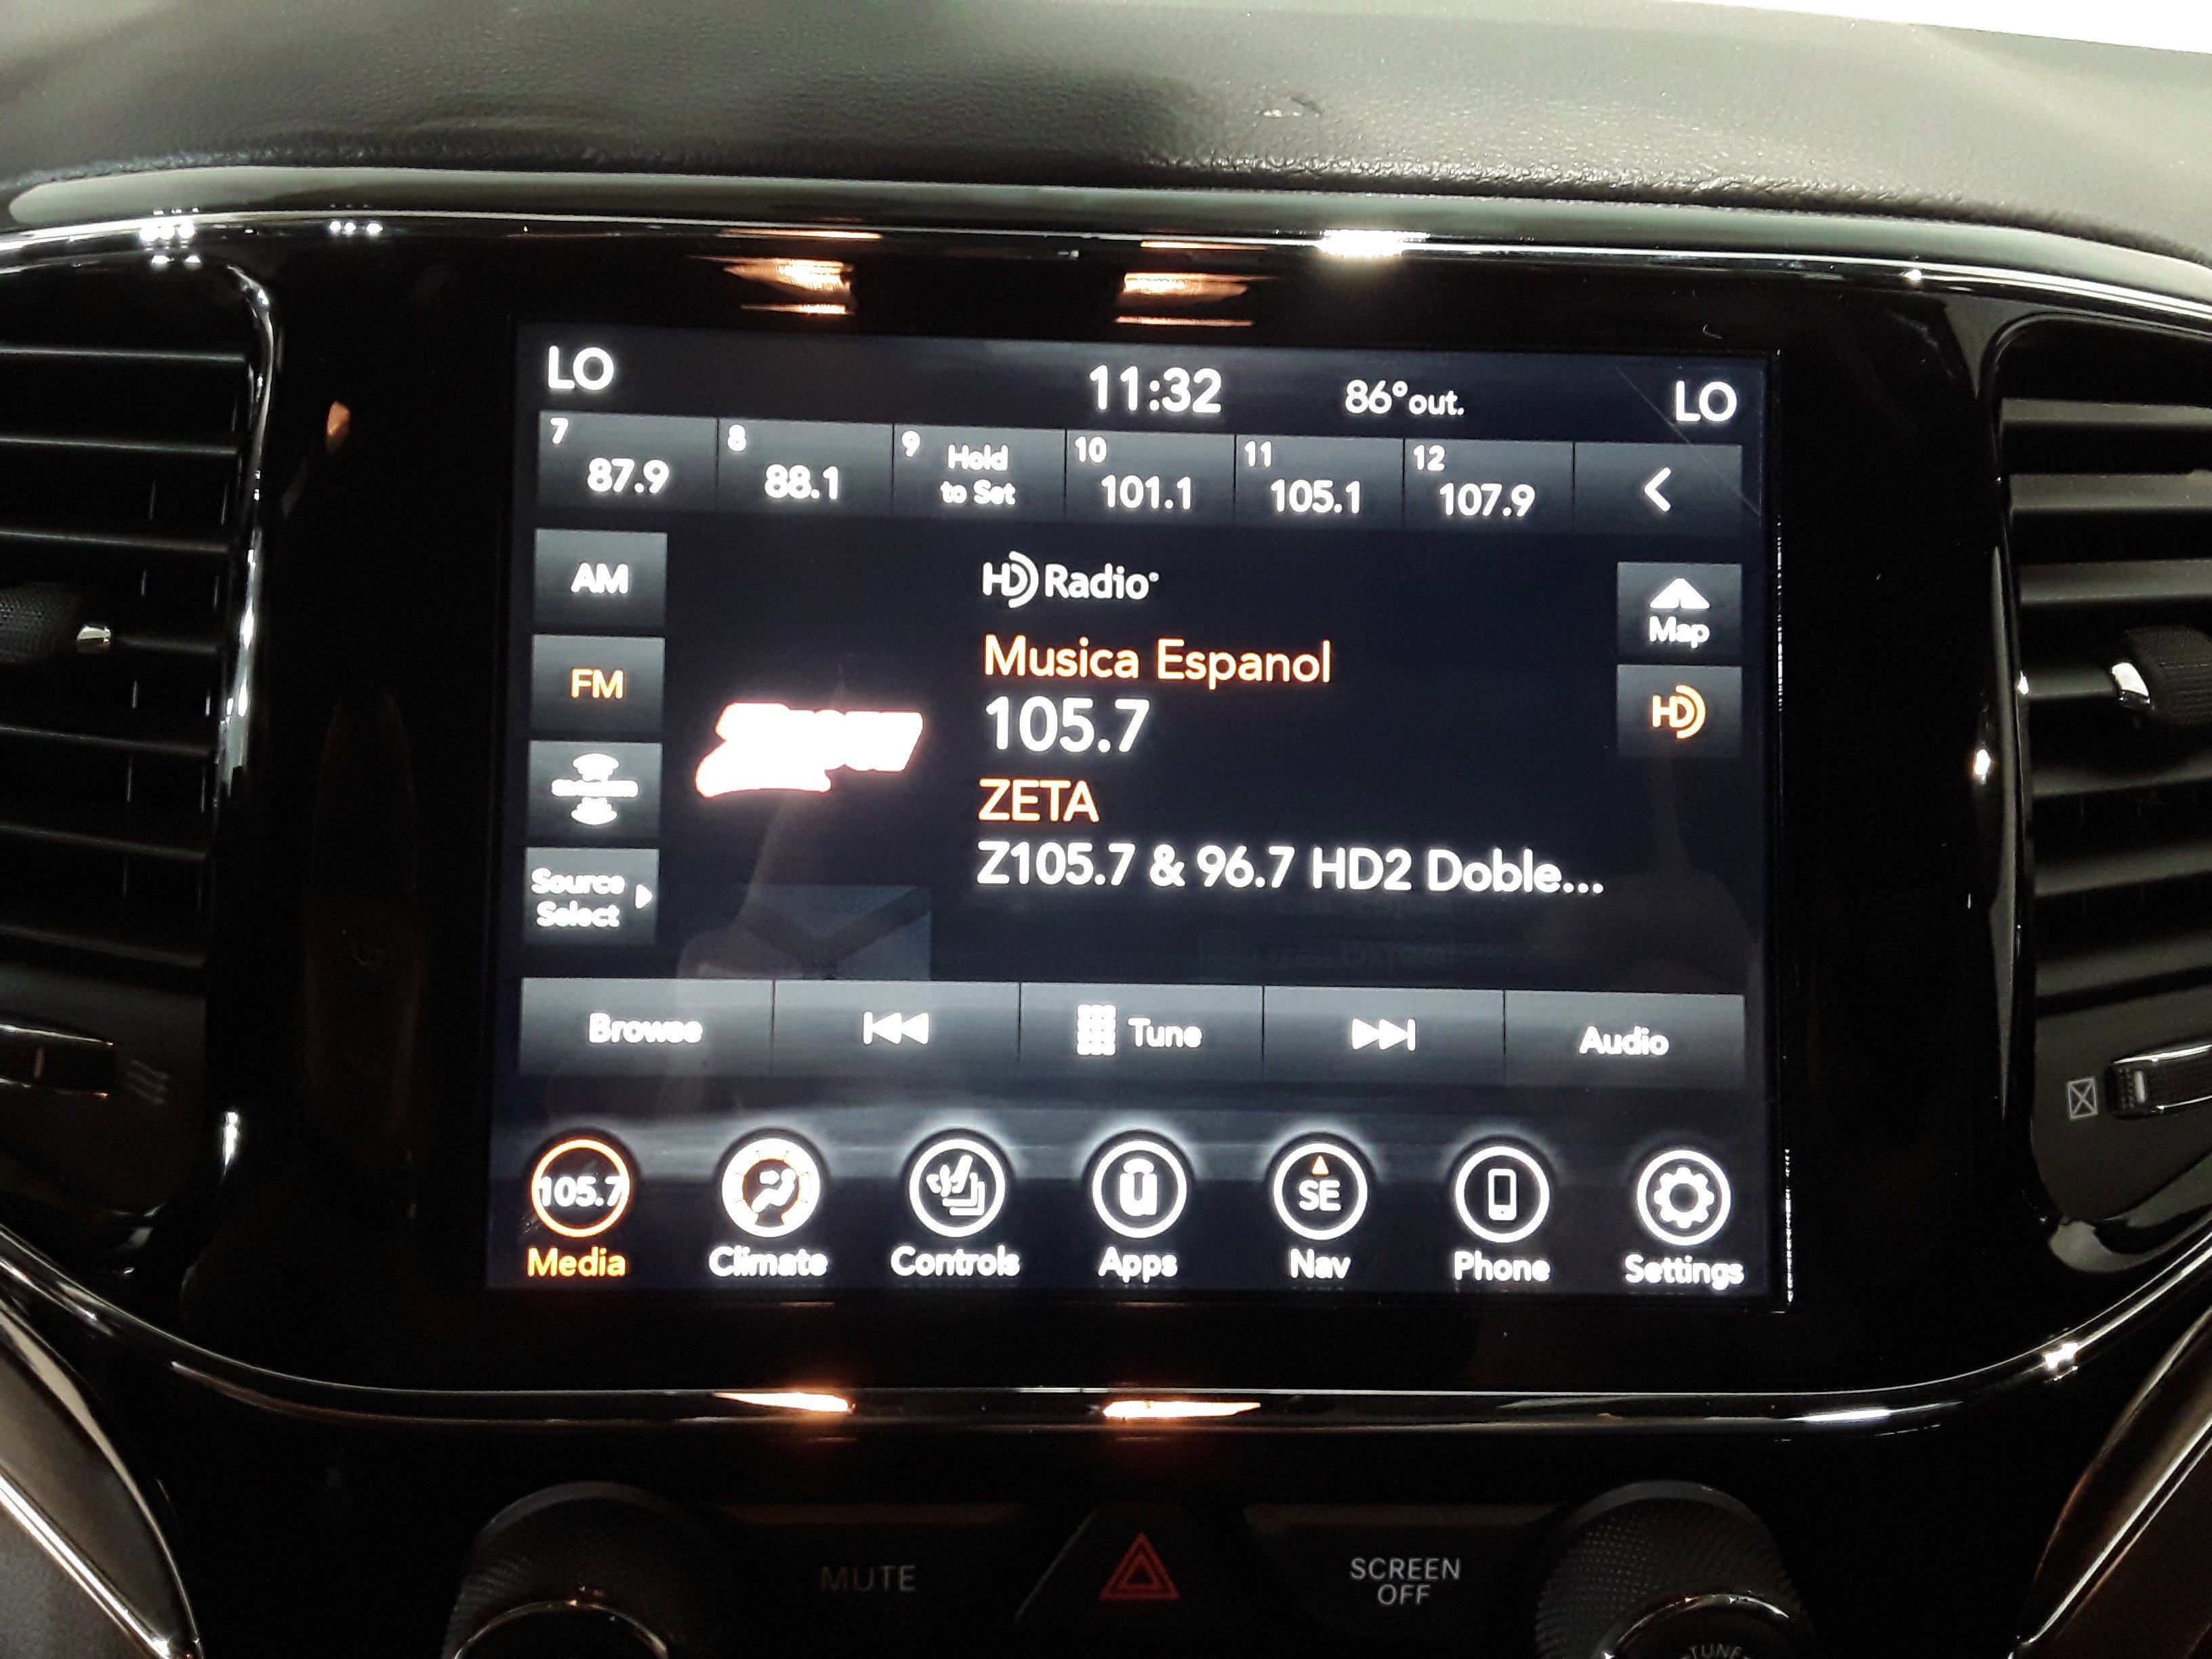 LO 11:32 86°out. LO
7 87.9 8 88.1 9 Hold to Set 10 101.1 11 105.1 12 107.9
AM
HD Radio
Map
Musica Espanol
FM
105.7
HD
ZETA
Z105.7 & 96.7 HD2 Doble...
Source
Select
Browse Tune Audio
105.7 SE
Media Climate Controls Apps Nav Phone Settings
MUTE SCREEN
OFF
TUNE